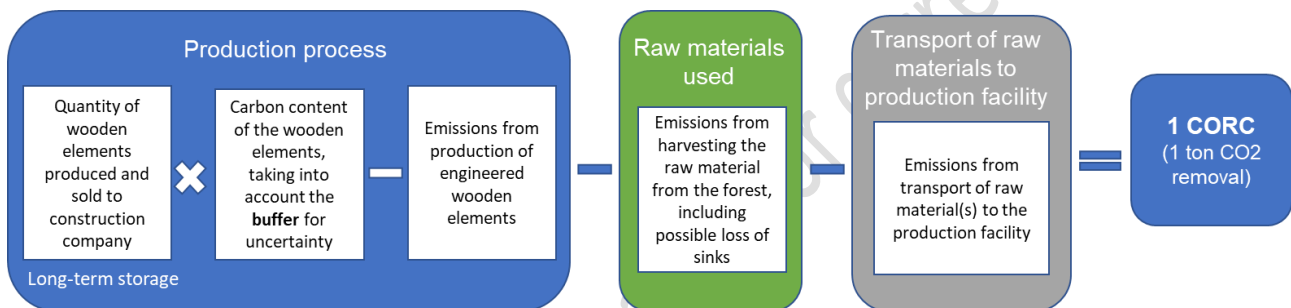 Production process
Quantity of
wooden
elements
produced and
sold to
construction
company
Carbon content
of the wooden
elements,
taking into
account the
buffer for
uncertainty
Emissions from
production of
engineered
wooden
elements
Long-term storage
Raw materials
used
Emissions from
harvesting the
raw material
from the forest,
including
possible loss of
sinks
Transport of raw
materials to
production facility
Emissions from
transport of raw
material(s) to the
production facility
1 CORC
(1 ton CO2
removal)